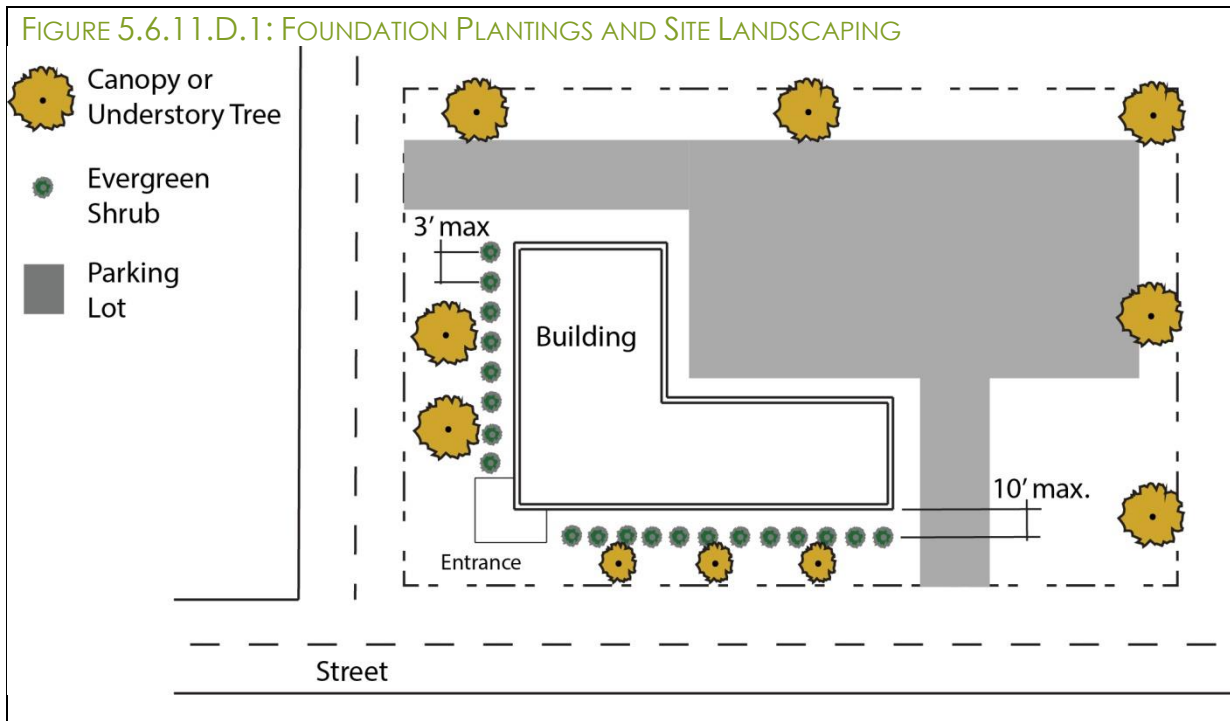 FIGURE 5.6.11.D.1: FOUNDATION PLANTINGS AND SITE LANDSCAPING
Canopy or
Understory Tree
Evergreen
Shrub
Parking
Lot
3’ max
Building
10’ max.
Entrance
Street